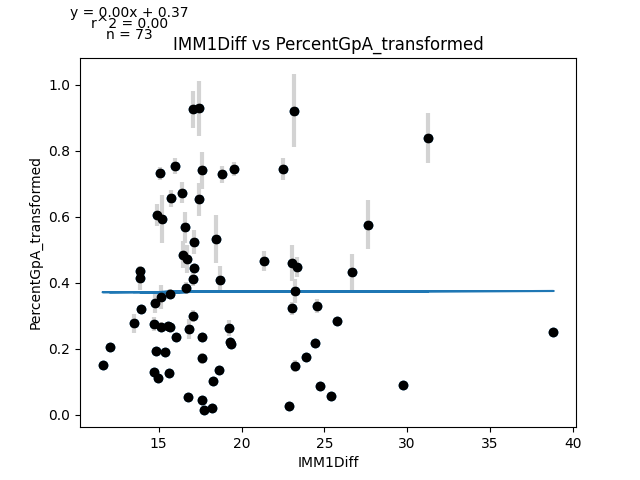 y = 0.00x + 0.37
r^2 = 0.00
n = 73
IMM1Diff vs PercentGpA_transformed
1.0
0.8
0.6
0.4
0.2
0.0
PercentGpA_transformed
15
20
25
30
35
40
IMM1Diff